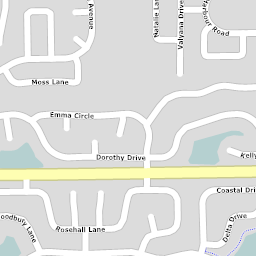 Avenue
Natalie Lane
Valyana Drive
Harbour Road
Moss Lane
Emma Circle
Dorothy Drive
Kelly
Coastal Dri
Woodbury Lane
Rosehall Lane
Delta Drive